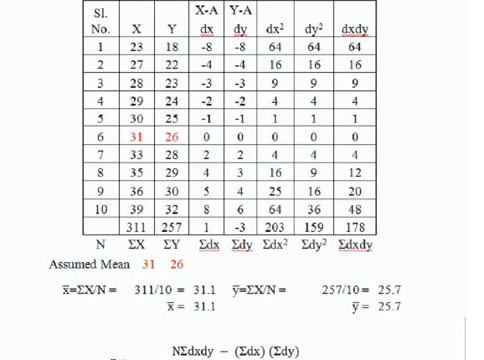 X-A Y-A
Sl. No. X Y dx dy dx² dy² dxdy
1 23 18 -8 -8 64 64 64
2 27 22 -4 -4 16 16 16
3 28 23 -3 -3 9 9 9
4 29 24 -2 -2 4 4 4
5 30 25 -1 -1 1 1 1
6 31 26 0 0 0 0 0
7 33 28 2 2 4 4 4
8 35 29 4 3 16 9 12
9 36 30 5 4 25 16 20
10 39 32 8 6 64 36 48
311 257 1 -3 203 159 178
N ΣX ΣY Σdx Σdy Σdx² Σdy² Σdxdy
Assumed Mean 31 26
x̅=ΣX/N = 311/10 = 31.1 y̅=ΣX/N = 257/10 = 25.7
x̅ = 31.1 y̅ = 25.7
NΣdxdy − (Σdx) (Σdy)